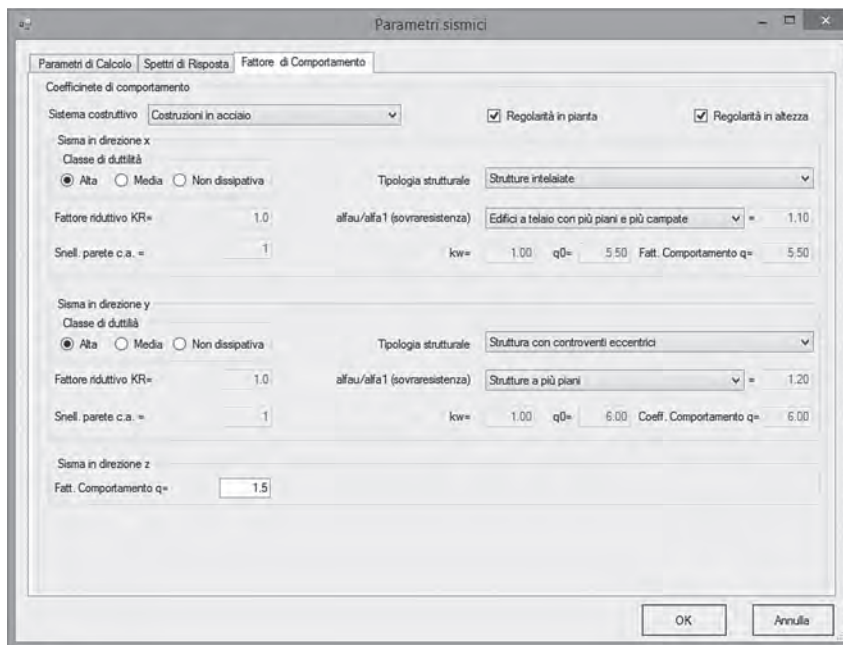 Parametri sismici
Parametri di Calcolo Spettri di Risposta Fattore di Comportamento
Coefficinete di comportamento
Sistema costruttivo Costruzioni in acciaio Regolarità in pianta Regolarità in altezza
Sisma in direzione x
Classe di duttilità
Alta Media Non dissipativa Tipologia strutturale Strutture intelaiate
Fattore riduttivo KR= 1.0 alfau/alfa1 (sovraresistenza) Edifici a telaio con più piani e più campate = 1.10
Snell. parete c.a. = 1 kw= 1.00 q0= 5.50 Fatt. Comportamento q= 5.50
Sisma in direzione y
Classe di duttilià
Alta Media Non dissipativa Tipologia strutturale Struttura con controventi eccentrici
Fattore riduttivo KR= 1.0 alfau/alfa1 (sovraresistenza) Strutture a più piani = 1.20
Snell. parete c.a. = 1 kw= 1.00 q0= 6.00 Coeff. Comportamento q= 6.00
Sisma in direzione z
Fatt. Comportamento q= 1.5
OK Annulla